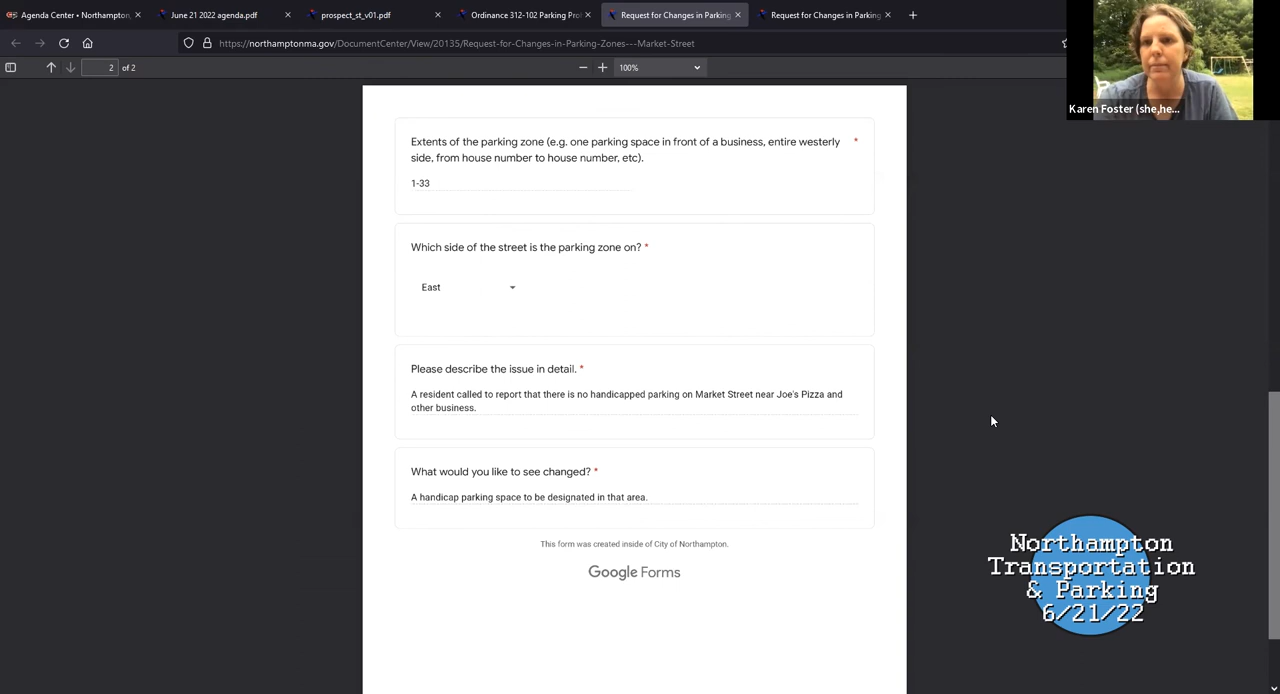 Agenda Center • Northampton,
June 21 2022 agenda.pdf
prospect_st_v01.pdf
Ordinance 312-102 Parking Pro
Request for Changes in Parking
Request for Changes in Parking
https://northamptonma.gov/DocumentCenter/View/20135/Request-for-Changes-in-Parking-Zones---Market-Street
2 of 2
100%
Karen Foster (she,he...
Extents of the parking zone (e.g. one parking space in front of a business, entire westerly *
side, from house number to house number, etc).
1-33
Which side of the street is the parking zone on? *
East
Please describe the issue in detail. *
A resident called to report that there is no handicapped parking on Market Street near Joe's Pizza and
other business.
What would you like to see changed? *
A handicap parking space to be designated in that area.
This form was created inside of City of Northampton.
Google Forms
Northampton
Transportation
& Parking
6/21/22